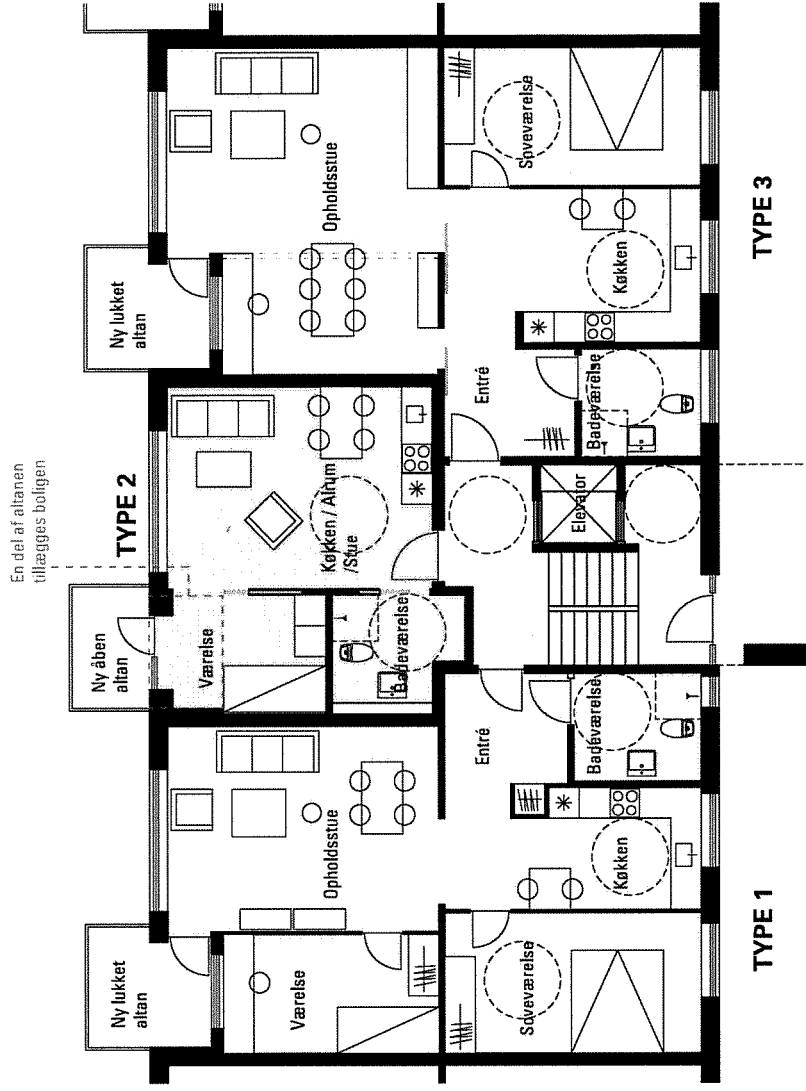 En del af altanen
tillægges boligen
Ny lukket
altan
Ny åben
altan
Ny lukket
altan
TYPE 2
Værelse
Opholdsstue
Værelse
Køkken / Alrum
/Stue
Badeværelse
Opholdsstue
Soveværelse
Køkken
Entré
Badeværelse
Elevator
Entré
Badeværelse
Køkken
Soveværelse
TYPE 1
TYPE 3